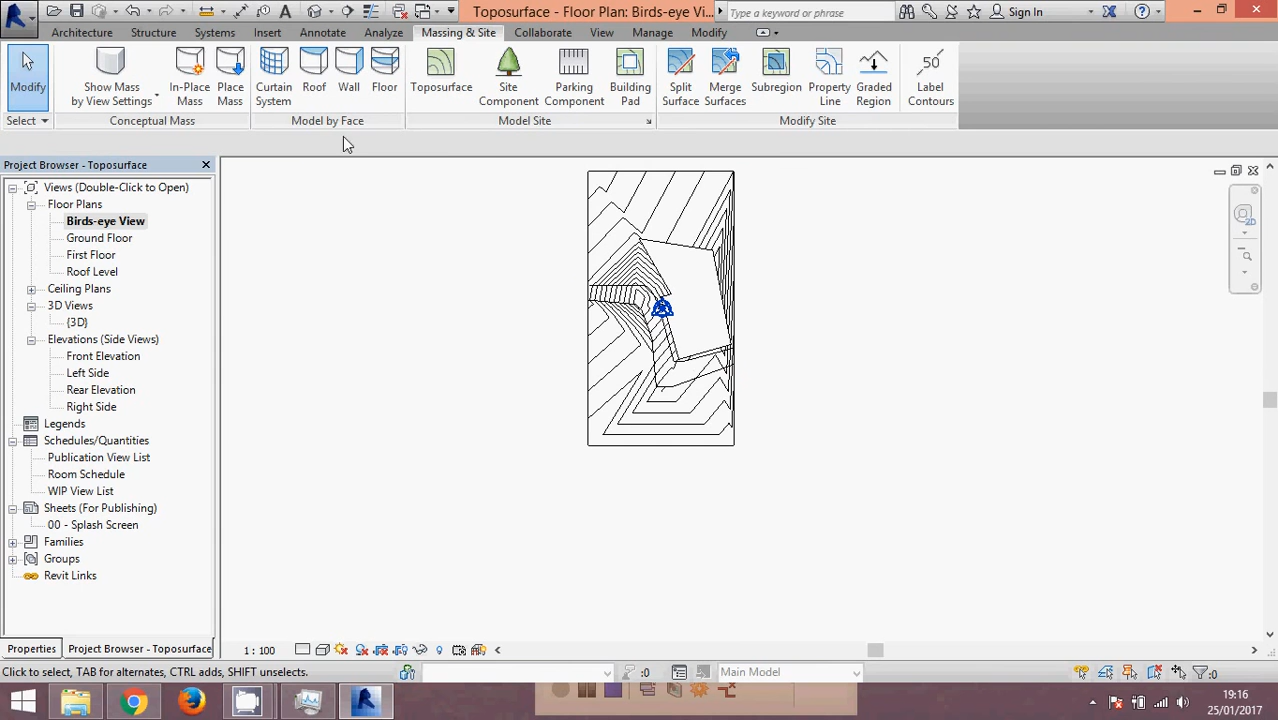 Toposurface - Floor Plan: Birds-eye Vi...
Type a keyword or phrase
Sign In
Architecture Structure Systems Insert Annotate Analyze Massing & Site Collaborate View Manage Modify
Modify
Show Mass
by View Settings
In-Place
Mass
Place
Mass
Curtain
System
Roof
Wall
Floor
Toposurface
Site
Component
Parking
Component
Building
Pad
Split
Surface
Merge
Surfaces
Subregion
Property
Line
Graded
Region
50
Label
Contours
Select
Conceptual Mass
Model by Face
Model Site
Modify Site
Project Browser - Toposurface
Views (Double-Click to Open)
Floor Plans
Birds-eye View
Ground Floor
First Floor
Roof Level
Ceiling Plans
3D Views
{3D}
Elevations (Side Views)
Front Elevation
Left Side
Rear Elevation
Right Side
Legends
Schedules/Quantities
Publication View List
Room Schedule
WIP View List
Sheets (For Publishing)
00 - Splash Screen
Families
Groups
Revit Links
2D
Properties
Project Browser - Toposurface
1 : 100
Click to select, TAB for alternates, CTRL adds, SHIFT unselects.
:0
Main Model
:0
19:16
25/01/2017